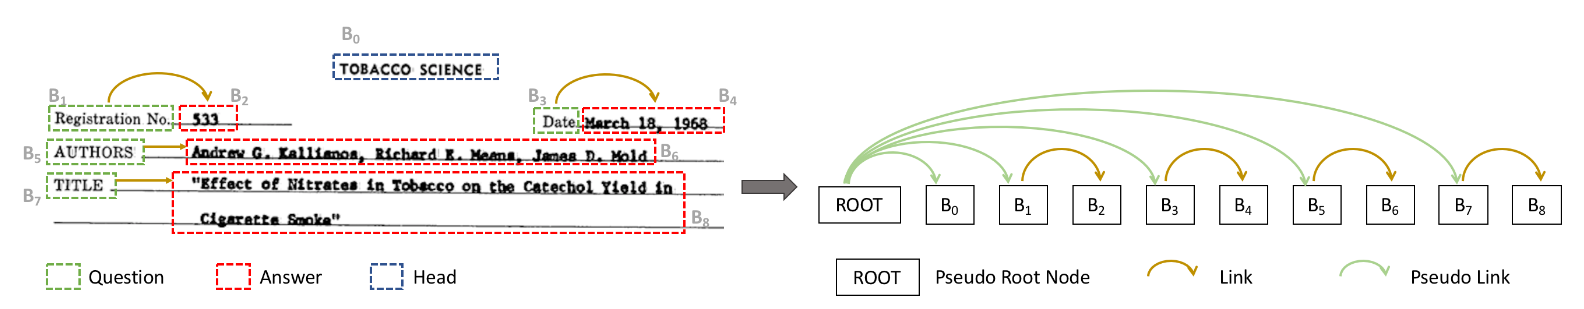 B0
TOBACCO SCIENCE
B1 B2 B3 B4
Registration No. 533 Date March 18, 1968
B5 AUTHORS Andrew G. Kallianos, Richard E. Means, James D. Mold B6
B7 TITLE "Effect of Nitrates in Tobacco on the Catechol Yield in
Cigarette Smoke" B8
Question Answer Head
ROOT B0 B1 B2 B3 B4 B5 B6 B7 B8
ROOT Pseudo Root Node Link Pseudo Link